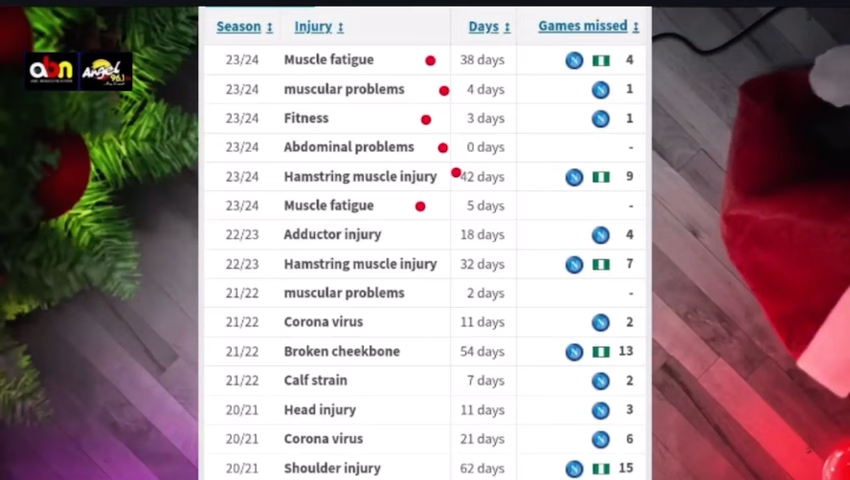 Season Injury Days Games missed
23/24 Muscle fatigue 38 days 4
23/24 muscular problems 4 days 1
23/24 Fitness 3 days 1
23/24 Abdominal problems 0 days -
23/24 Hamstring muscle injury 42 days 9
23/24 Muscle fatigue 5 days -
22/23 Adductor injury 18 days 4
22/23 Hamstring muscle injury 32 days 7
21/22 muscular problems 2 days -
21/22 Corona virus 11 days 2
21/22 Broken cheekbone 54 days 13
21/22 Calf strain 7 days 2
20/21 Head injury 11 days 3
20/21 Corona virus 21 days 6
20/21 Shoulder injury 62 days 15
abn Angel 96.1